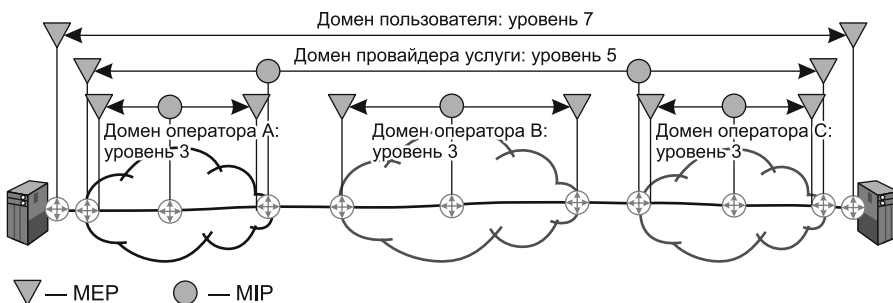 Домен пользователя: уровень 7
Домен провайдера услуги: уровень 5
Домен оператора A:
уровень 3
Домен оператора B:
уровень 3
Домен оператора C:
уровень 3
— MEP
— MIP